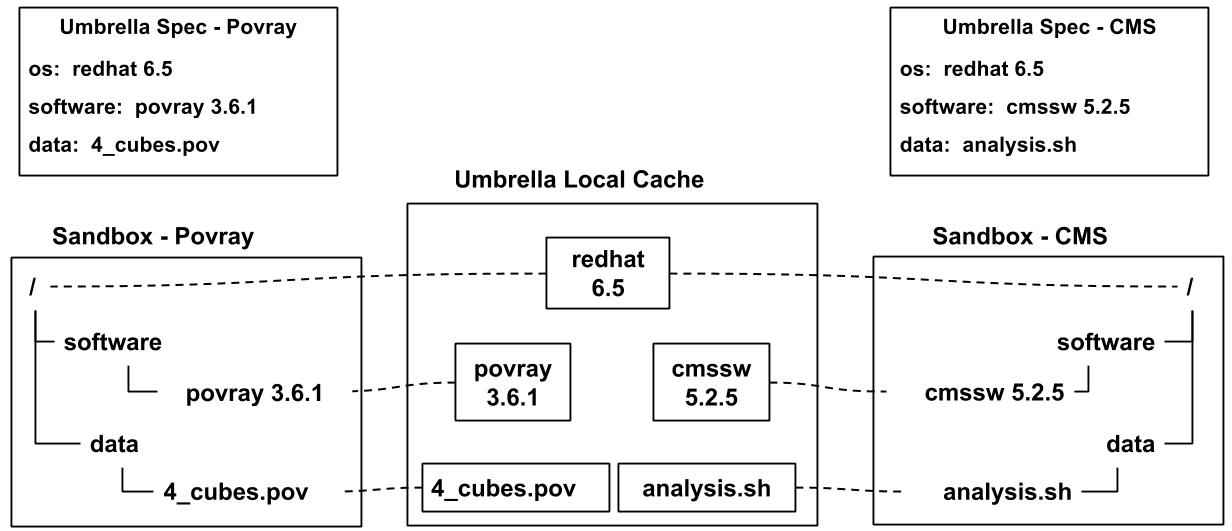 Umbrella Spec - Povray
os: redhat 6.5
software: povray 3.6.1
data: 4_cubes.pov
Umbrella Spec - CMS
os: redhat 6.5
software: cmssw 5.2.5
data: analysis.sh
Umbrella Local Cache
Sandbox - Povray
/
software
povray 3.6.1
data
4_cubes.pov
redhat
6.5
povray
3.6.1
cmssw
5.2.5
4_cubes.pov
analysis.sh
Sandbox - CMS
/
software
cmssw 5.2.5
data
analysis.sh